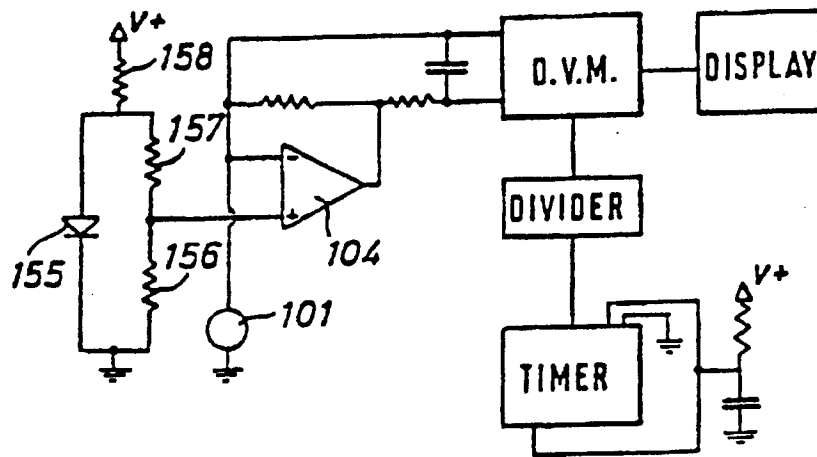 V+
158
157
155
156
-
+
104
101
D.V.M.
DISPLAY
DIVIDER
TIMER
V+